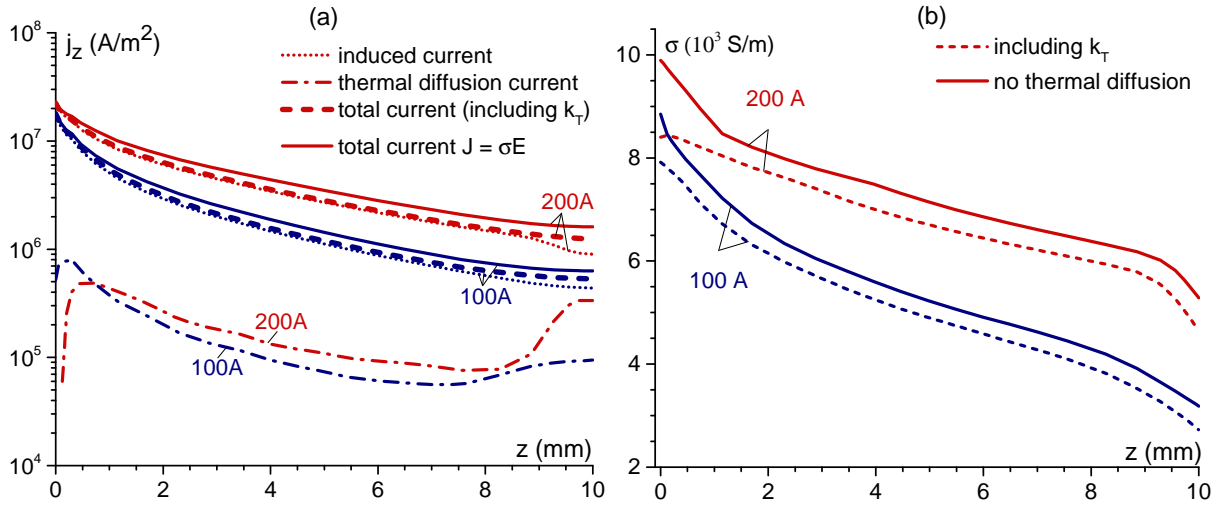 (a)
j_z (A/m^2)
induced current
thermal diffusion current
total current (including k_T)
total current J = σE
10^8
10^7
10^6
10^5
10^4
200A
100A
200A
100A
z (mm)
0 2 4 6 8 10
(b)
σ (10^3 S/m)
including k_T
no thermal diffusion
200 A
100 A
10
8
6
4
2
z (mm)
0 2 4 6 8 10